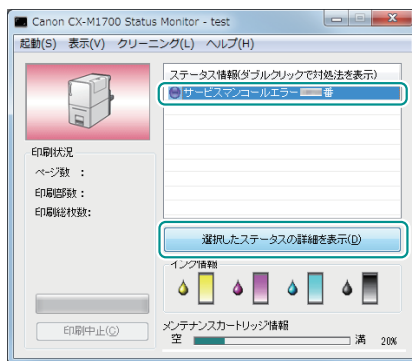 Canon CX-M1700 Status Monitor - test
起動(S) 表示(V) クリーニング(L) ヘルプ(H)
ステータス情報(ダブルクリックで対処法を表示)
サービスマンコールエラー 番
印刷状況
ページ数 :
印刷部数:
印刷総枚数:
選択したステータスの詳細を表示(D)
インク情報
印刷中止(C)
メンテナンスカートリッジ情報
空 満 20%